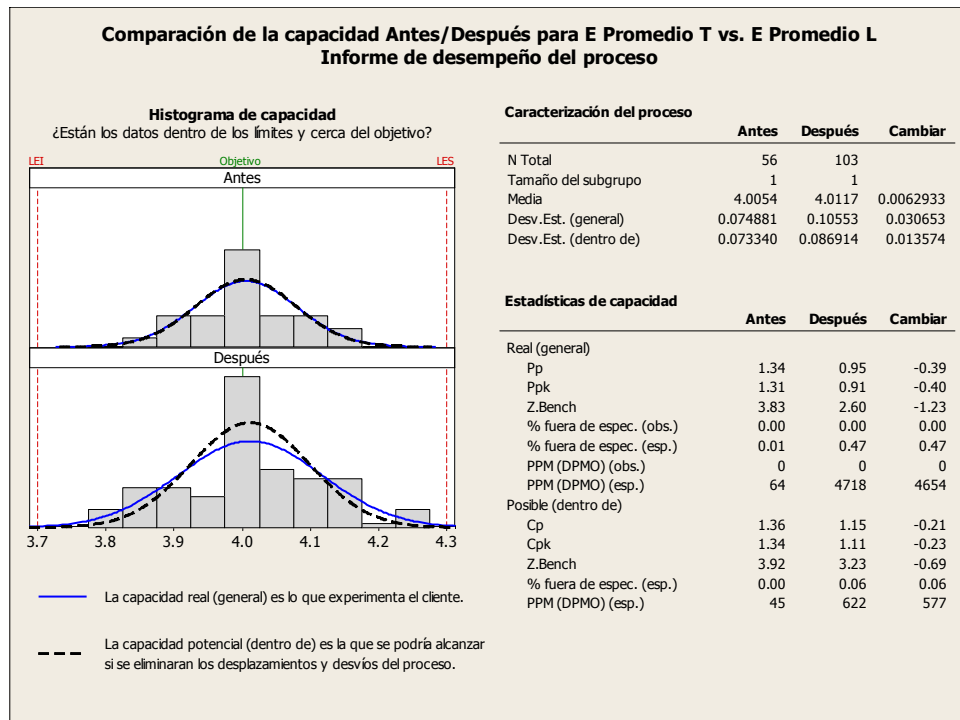 Comparación de la capacidad Antes/Después para E Promedio T vs. E Promedio L
Informe de desempeño del proceso
Histograma de capacidad
¿Están los datos dentro de los límites y cerca del objetivo?
LEI Objetivo LES
Antes
Después
3.7 3.8 3.9 4.0 4.1 4.2 4.3
La capacidad real (general) es lo que experimenta el cliente.
La capacidad potencial (dentro de) es la que se podría alcanzar
si se eliminaran los desplazamientos y desvíos del proceso.
Caracterización del proceso
Antes Después Cambiar
N Total 56 103
Tamaño del subgrupo 1 1
Media 4.0054 4.0117 0.0062933
Desv.Est. (general) 0.074881 0.10553 0.030653
Desv.Est. (dentro de) 0.073340 0.086914 0.013574
Estadísticas de capacidad
Antes Después Cambiar
Real (general)
Pp 1.34 0.95 -0.39
Ppk 1.31 0.91 -0.40
Z.Bench 3.83 2.60 -1.23
% fuera de espec. (obs.) 0.00 0.00 0.00
% fuera de espec. (esp.) 0.01 0.47 0.47
PPM (DPMO) (obs.) 0 0 0
PPM (DPMO) (esp.) 64 4718 4654
Posible (dentro de)
Cp 1.36 1.15 -0.21
Cpk 1.34 1.11 -0.23
Z.Bench 3.92 3.23 -0.69
% fuera de espec. (esp.) 0.00 0.06 0.06
PPM (DPMO) (esp.) 45 622 577